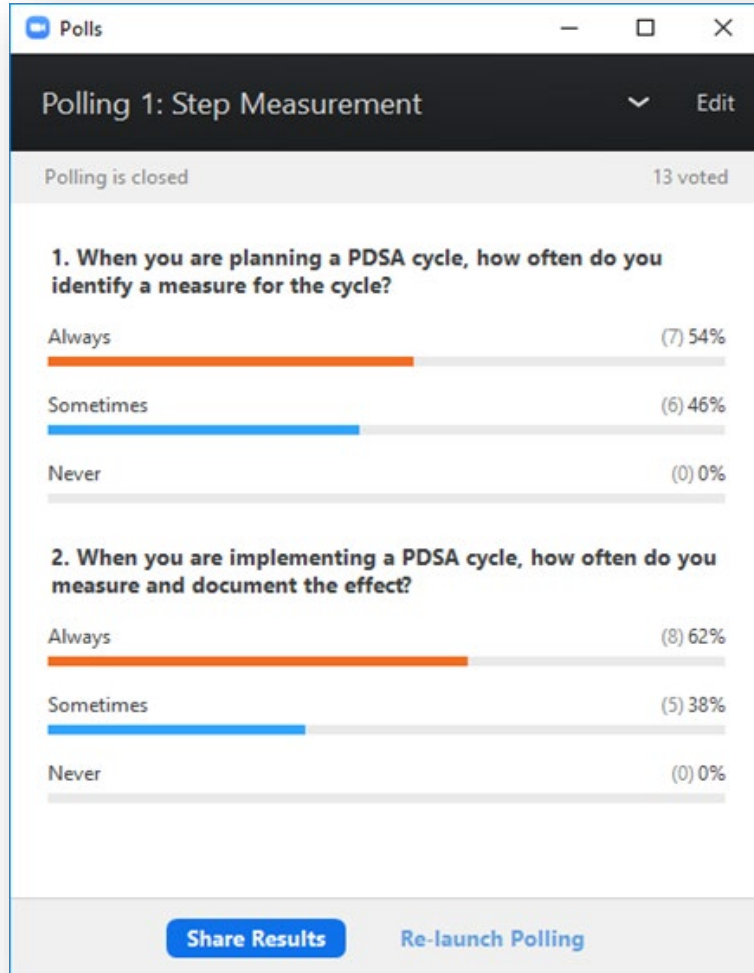 Polls
Polling 1: Step Measurement
Edit
Polling is closed
13 voted
1. When you are planning a PDSA cycle, how often do you
identify a measure for the cycle?
Always (7) 54%
Sometimes (6) 46%
Never (0) 0%
2. When you are implementing a PDSA cycle, how often do you
measure and document the effect?
Always (8) 62%
Sometimes (5) 38%
Never (0) 0%
Share Results
Re-launch Polling